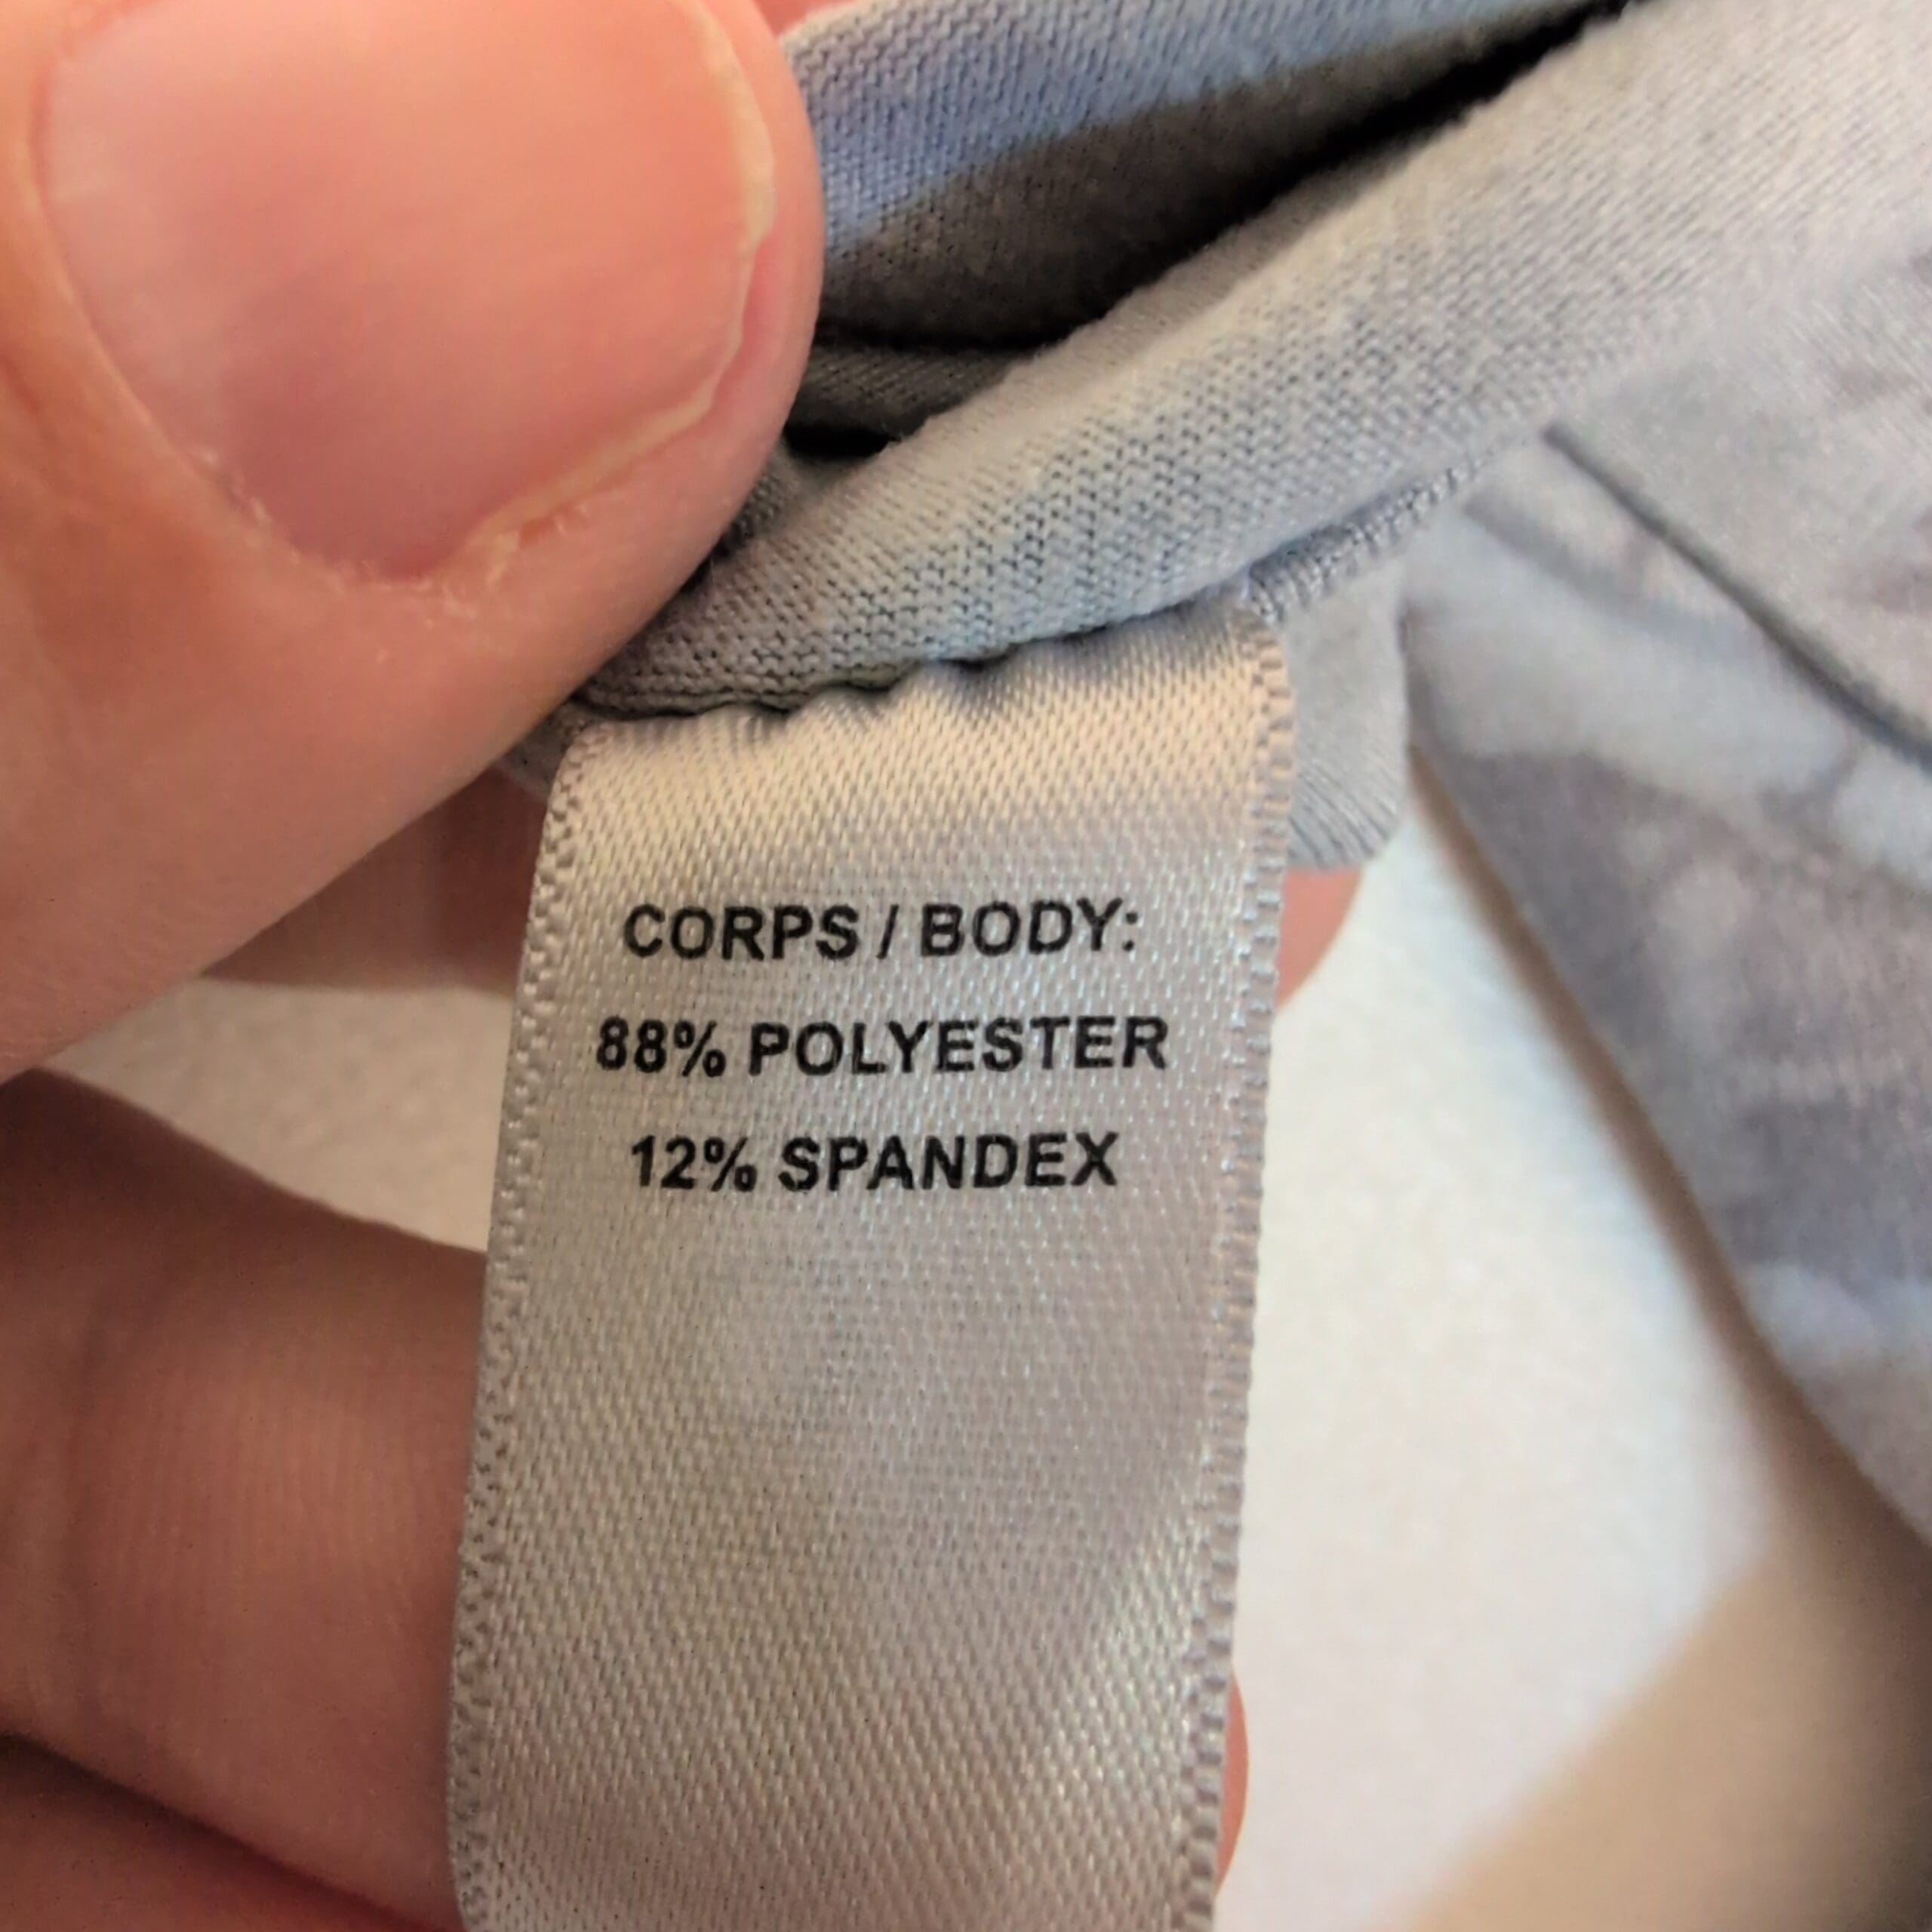 CORPS / BODY:
88% POLYESTER
12% SPANDEX